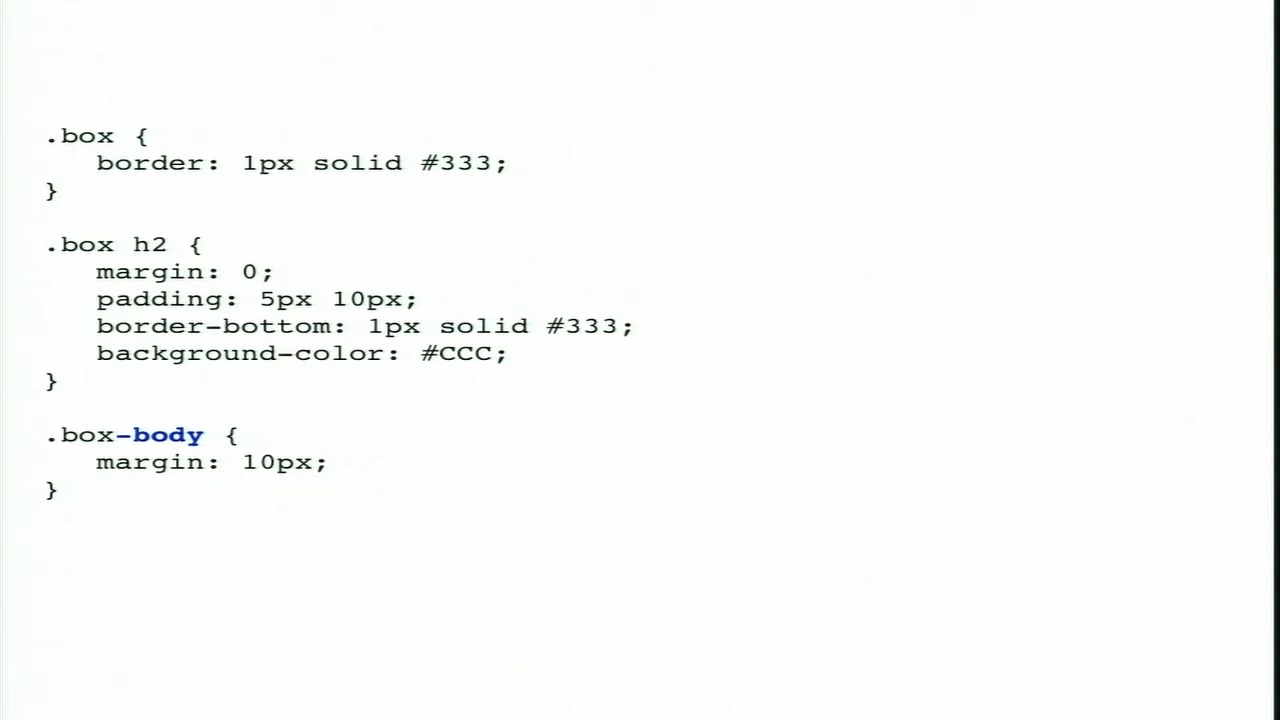 .box {
border: 1px solid #333;
}
.box h2 {
margin: 0;
padding: 5px 10px;
border-bottom: 1px solid #333;
background-color: #CCC;
}
.box-body {
margin: 10px;
}